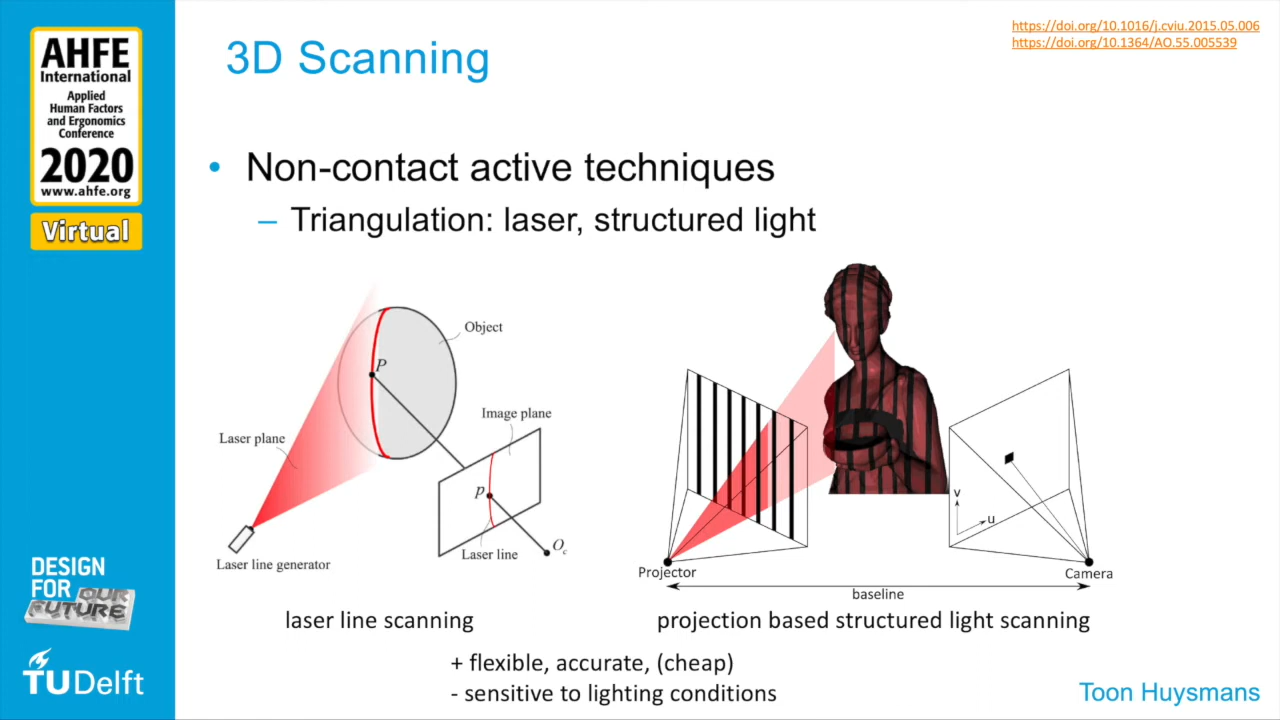 AHFE
International
Applied
Human Factors
and Ergonomics
Conference
2020
www.ahfe.org
Virtual
DESIGN
FOR
OUR
FUTURE
TUDelft
3D Scanning
https://doi.org/10.1016/j.cviu.2015.05.006
https://doi.org/10.1364/AO.55.005539
• Non-contact active techniques
– Triangulation: laser, structured light
Object
P
Image plane
Laser plane
p
Laser line
Oc
Laser line generator
laser line scanning
v
u
Projector
Camera
baseline
projection based structured light scanning
+ flexible, accurate, (cheap)
- sensitive to lighting conditions
Toon Huysmans